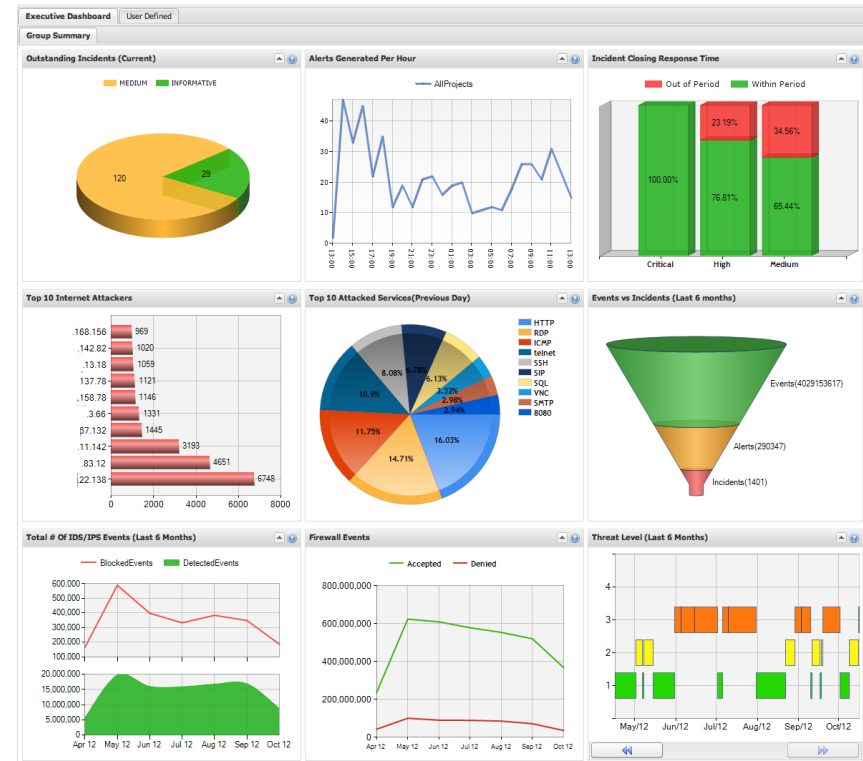 Executive Dashboard User Defined
Group Summary
Outstanding Incidents (Current)
MEDIUM INFORMATIVE
120
29
Alerts Generated Per Hour
AllProjects
40
30
20
10
0
13:00 15:00 17:00 19:00 21:00 23:00 01:00 03:00 05:00 07:00 09:00 11:00 13:00
Incident Closing Response Time
Out of Period Within Period
23.19%
34.56%
100.00%
76.81%
65.44%
Critical High Medium
Top 10 Internet Attackers
.168.156 969
.142.82 1020
.13.18 1059
137.78 1121
.158.78 1146
.3.66 1331
67.132 1445
.11.142 3193
.83.12 4651
22.138 6748
0 2000 4000 6000 8000
Top 10 Attacked Services(Previous Day)
HTTP
RDP
ICMP
telnet
SSH
SIP
SQL
VNC
SMTP
8080
8.08%
6.78%
6.13%
3.32%
2.98%
2.94%
10.9%
11.75%
14.71%
16.03%
Events vs Incidents (Last 6 months)
Events(4029153617)
Alerts(290347)
Incidents(1401)
Total # Of IDS/IPS Events (Last 6 Months)
BlockedEvents DetectedEvents
600,000
500,000
400,000
300,000
200,000
100,000
20,000,000
15,000,000
10,000,000
5,000,000
0
Apr 12 May 12 Jun 12 Jul 12 Aug 12 Sep 12 Oct 12
Firewall Events
Accepted Denied
800,000,000
600,000,000
400,000,000
200,000,000
0
Apr 12 May 12 Jun 12 Jul 12 Aug 12 Sep 12 Oct 12
Threat Level (Last 6 Months)
4
3
2
1
May/12 Jun/12 Jul/12 Aug/12 Sep/12 Oct/12